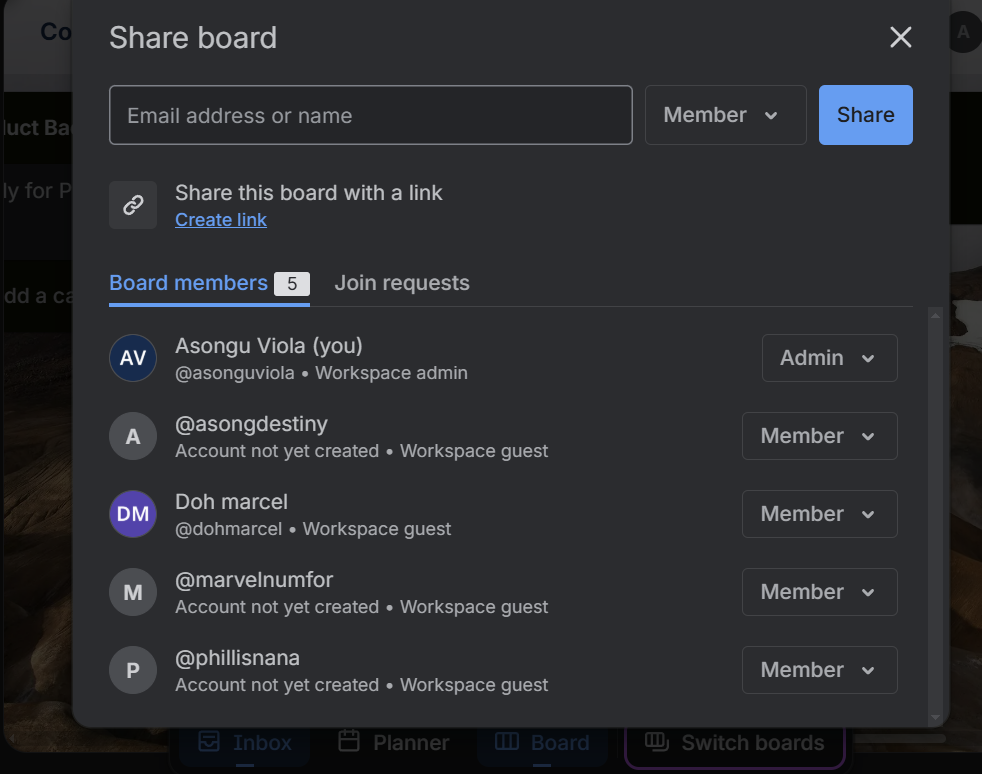 Co
Share board
A
Email address or name
Member
Share
duct Ba
ly for P
Share this board with a link
Create link
Board members 5
Join requests
dd a ca
AV
Asongu Viola (you)
@asonguviola • Workspace admin
Admin
A
@asongdestiny
Account not yet created • Workspace guest
Member
DM
Doh marcel
@dohmarcel • Workspace guest
Member
M
@marvelnumfor
Account not yet created • Workspace guest
Member
P
@phillisnana
Account not yet created • Workspace guest
Member
Inbox
Planner
Board
Switch boards